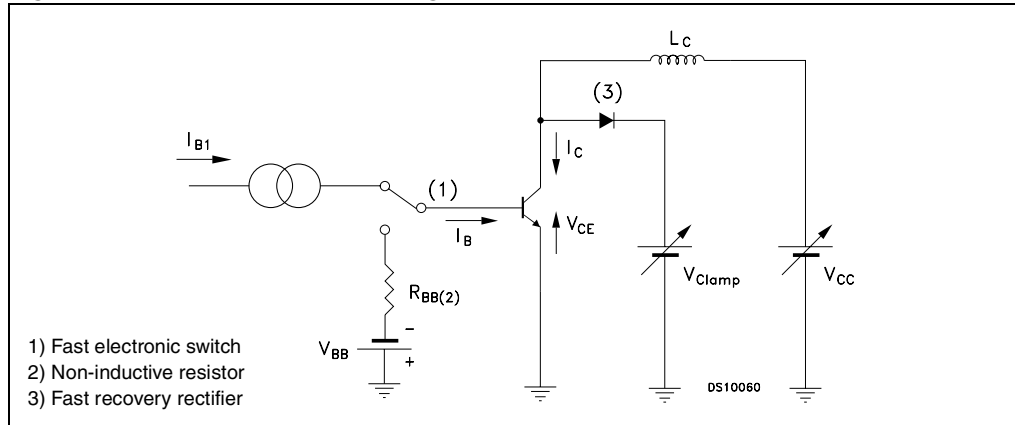 L_C
(3)
I_B1
I_C
(1)
I_B
V_CE
V_Clamp
V_CC
R_BB(2)
-
V_BB
+
1) Fast electronic switch
2) Non-inductive resistor
3) Fast recovery rectifier
DS10060